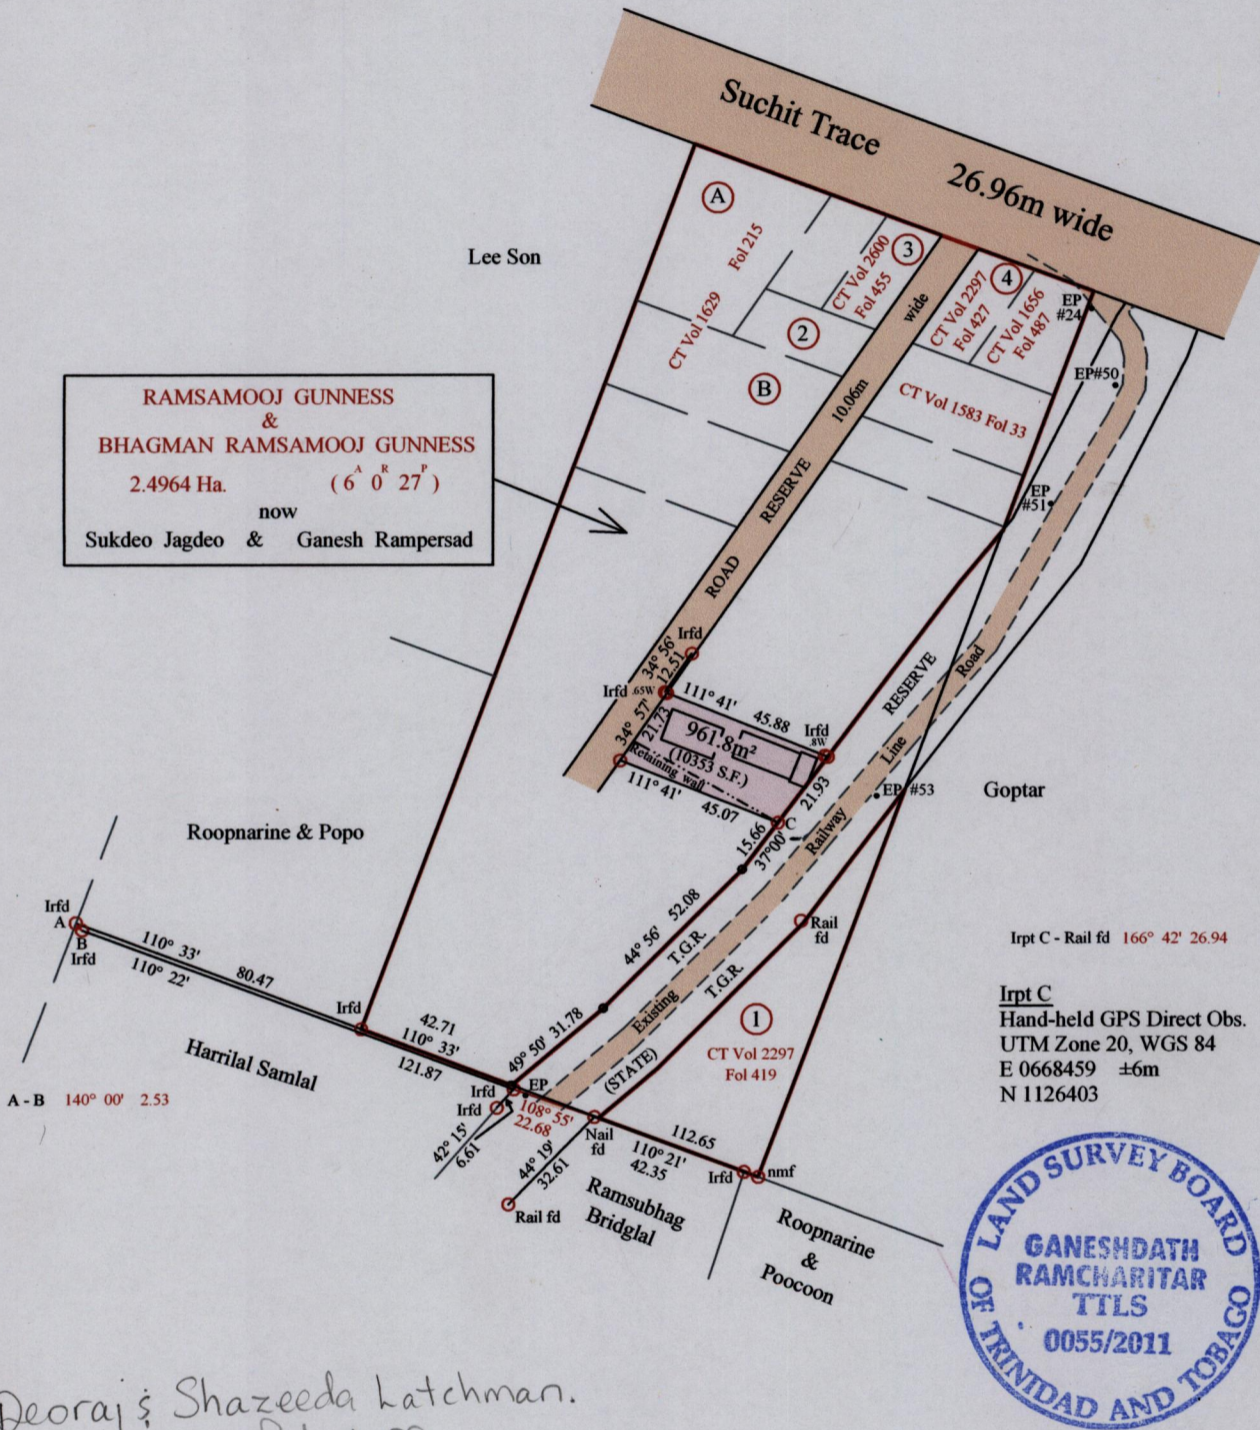 Suchit Trace
26.96m wide
Lee Son
A
CT Vol 1629 Fol 215
3
CT Vol 2600
Fol 455
2
B
4
CT Vol 2297
Fol 427
CT Vol 1656
Fol 487
CT Vol 1583 Fol 33
ROAD RESERVE 10.06m wide
EP
#24
EP#50
EP
#51
RAMSAMOOJ GUNNESS
&
BHAGMAN RAMSAMOOJ GUNNESS
2.4964 Ha. ( 6A 0R 27P )
now
Sukdeo Jagdeo & Ganesh Rampersad
Irfd
34° 56'
12.51
Irfd .65W
111° 41' 45.88
Irfd
.8W
34° 57'
21.73
961.8m²
(10353 S.F.)
Retaining wall
111° 41' 45.07
21.93
C
15.66
37°00'
RESERVE
Existing Railway Line Road
EP #53
Goptar
Roopnarine & Popo
44° 56' 52.08
T.G.R.
T.G.R.
(STATE)
Rail
fd
Irfd
A
B
Irfd
110° 33'
110° 22' 80.47
Irfd
42.71
110° 33'
121.87
49° 50' 31.78
Harrilal Samlal
A - B 140° 00' 2.53
Irfd
Irfd
EP
108° 55'
22.68
42° 15'
6.61
44° 19'
32.61
Nail
fd
Rail fd
112.65
110° 21'
42.35
Irfd
nmf
1
CT Vol 2297
Fol 419
Ramsubhag
Bridglal
Roopnarine
&
Poocoon
Irpt C - Rail fd 166° 42' 26.94
Irpt C
Hand-held GPS Direct Obs.
UTM Zone 20, WGS 84
E 0668459 ±6m
N 1126403
LAND SURVEY BOARD
OF TRINIDAD AND TOBAGO
GANESHDATH
RAMCHARITAR
TTLS
0055/2011
Deoraj & Shazeeda Latchman.